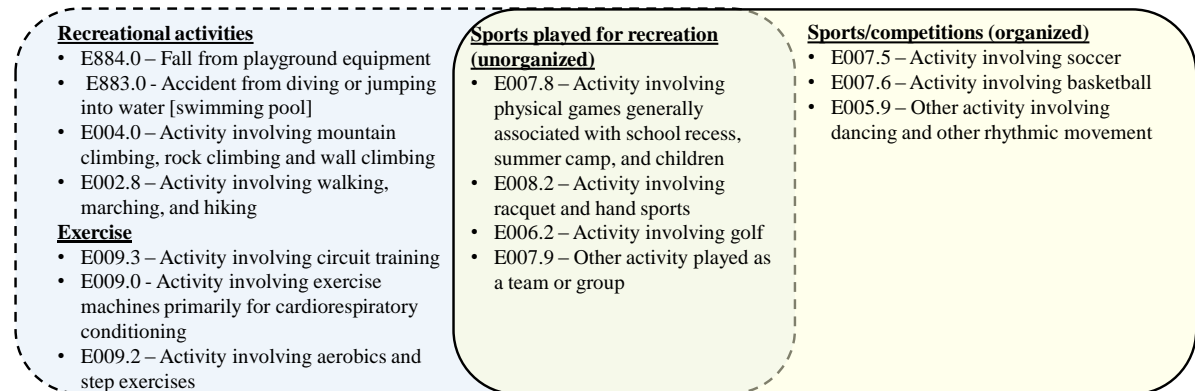 Recreational activities
• E884.0 – Fall from playground equipment
• E883.0 - Accident from diving or jumping
into water [swimming pool]
• E004.0 – Activity involving mountain
climbing, rock climbing and wall climbing
• E002.8 – Activity involving walking,
marching, and hiking
Exercise
• E009.3 – Activity involving circuit training
• E009.0 - Activity involving exercise
machines primarily for cardiorespiratory
conditioning
• E009.2 – Activity involving aerobics and
step exercises
Sports played for recreation
(unorganized)
• E007.8 – Activity involving
physical games generally
associated with school recess,
summer camp, and children
• E008.2 – Activity involving
racquet and hand sports
• E006.2 – Activity involving golf
• E007.9 – Other activity played as
a team or group
Sports/competitions (organized)
• E007.5 – Activity involving soccer
• E007.6 – Activity involving basketball
• E005.9 – Other activity involving
dancing and other rhythmic movement